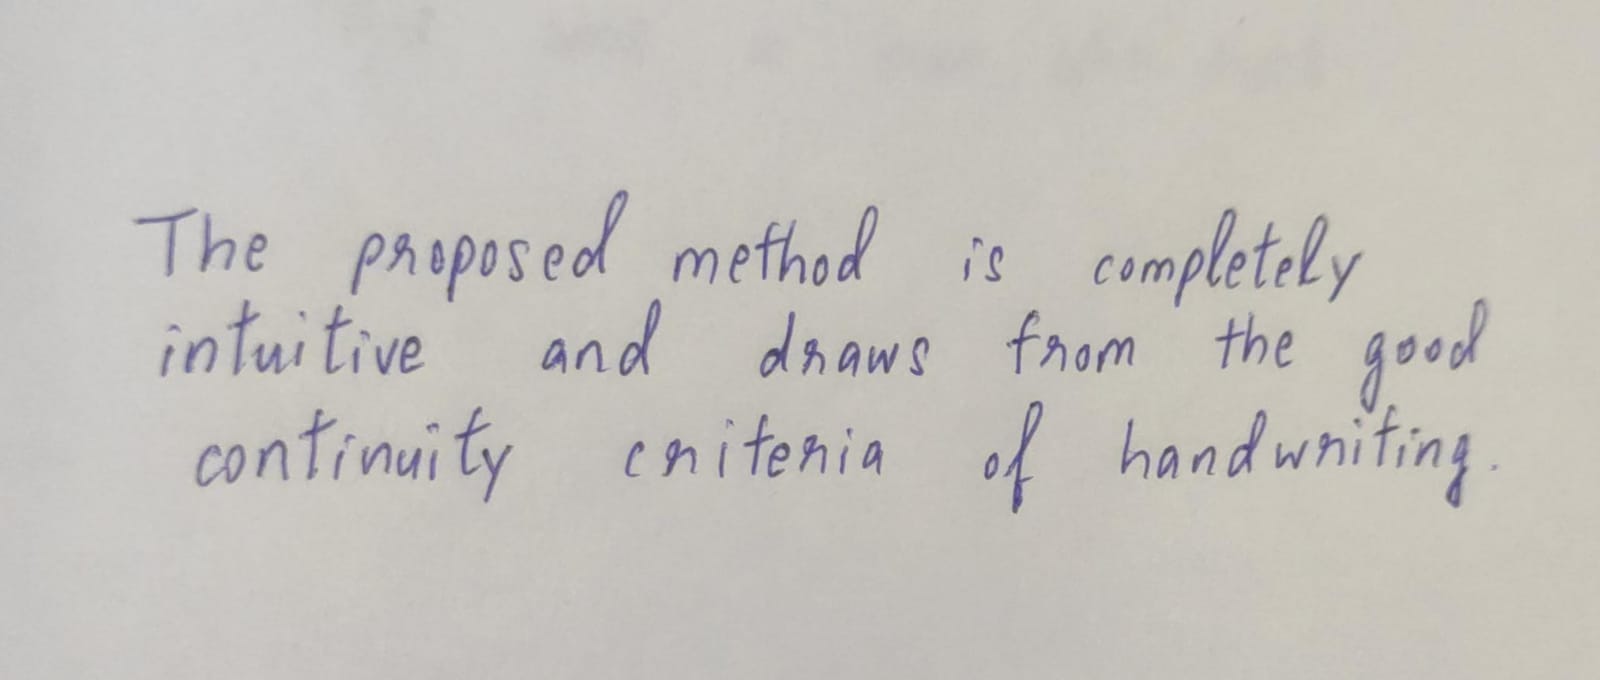 The proposed method is completely
intuitive and draws from the good
continuity criteria of handwriting.